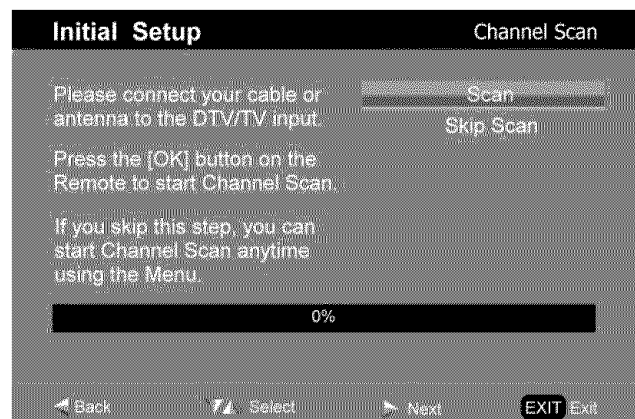 Initial Setup
Channel Scan
Please connect your cable or
antenna to the DTV/TV input.
Press the [OK] button on the
Remote to start Channel Scan.
If you skip this step, you can
start Channel Scan anytime
using the Menu.
Scan
Skip Scan
0%
Back Select Next EXIT Exit